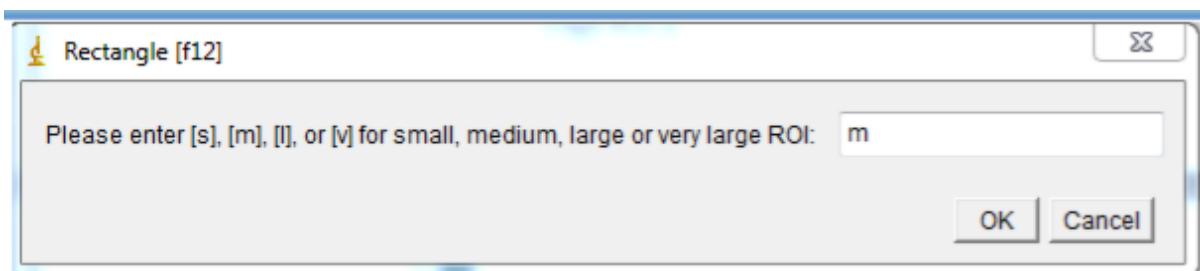 Rectangle [f12]
Please enter [s], [m], [l], or [v] for small, medium, large or very large ROI: m
OK Cancel